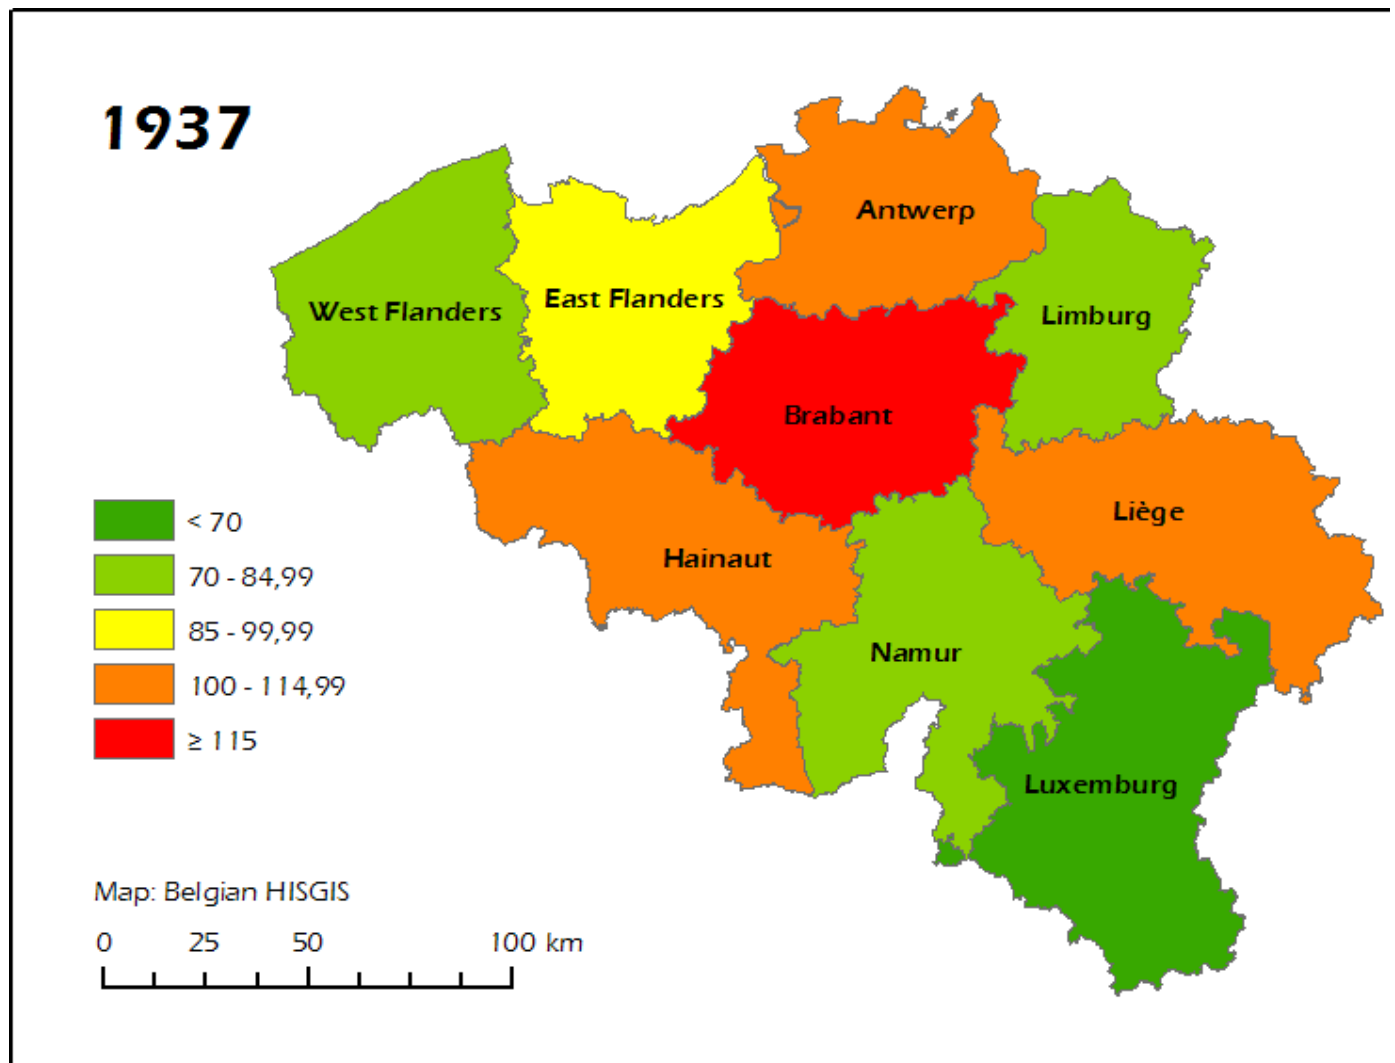 1937
Antwerp
West Flanders
East Flanders
Limburg
Brabant
Liège
Hainaut
Namur
Luxemburg
< 70
70 - 84,99
85 - 99,99
100 - 114,99
≥ 115
Map: Belgian HISGIS
0 25 50 100 km